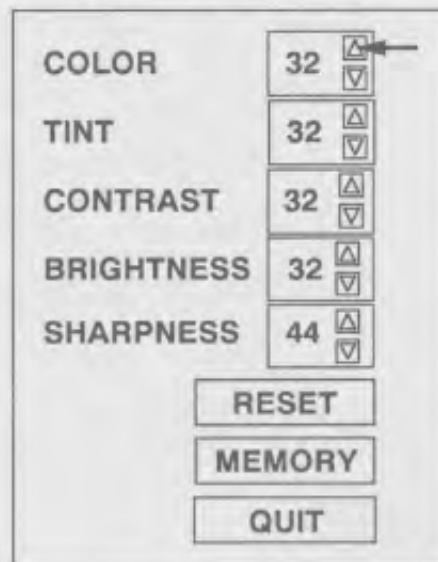 COLOR 32
TINT 32
CONTRAST 32
BRIGHTNESS 32
SHARPNESS 44
RESET
MEMORY
QUIT